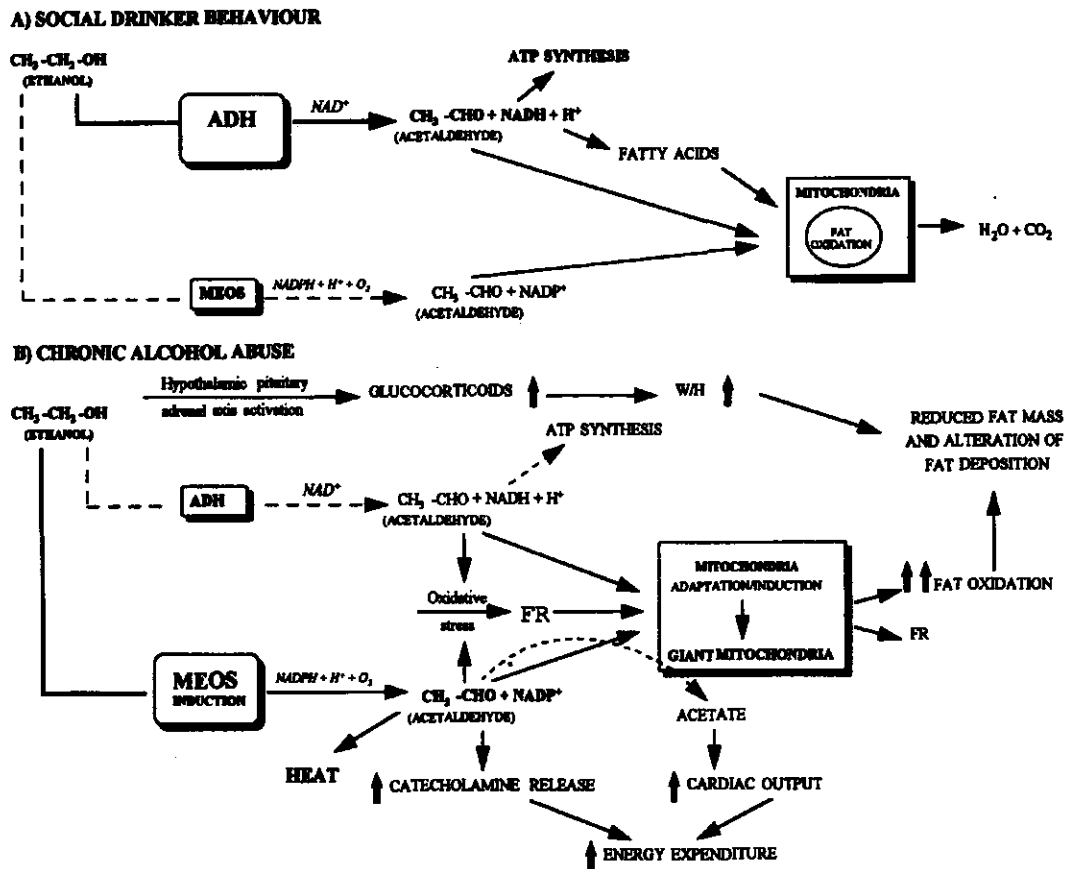 A) SOCIAL DRINKER BEHAVIOUR
CH₃ -CH₂ -OH
(ETHANOL)
ADH
NAD⁺
ATP SYNTHESIS
CH₃ -CHO + NADH + H⁺
(ACETALDEHYDE)
FATTY ACIDS
MITOCHONDRIA
FAT
OXIDATION
H₂O + CO₂
MEOS
NADPH + H⁺ + O₂
CH₃ -CHO + NADP⁺
(ACETALDEHYDE)
B) CHRONIC ALCOHOL ABUSE
Hypothalamic pituitary
adrenal axis activation
GLUCOCORTICOIDS
W/H
CH₃ -CH₂ -OH
(ETHANOL)
REDUCED FAT MASS
AND ALTERATION OF
FAT DEPOSITION
ATP SYNTHESIS
ADH
NAD⁺
CH₃ -CHO + NADH + H⁺
(ACETALDEHYDE)
MITOCHONDRIA
ADAPTATION/INDUCTION
GIANT MITOCHONDRIA
FAT OXIDATION
FR
Oxidative
stress
FR
MEOS
INDUCTION
NADPH + H⁺ + O₂
CH₃ -CHO + NADP⁺
(ACETALDEHYDE)
ACETATE
HEAT
CATECHOLAMINE RELEASE
CARDIAC OUTPUT
ENERGY EXPENDITURE